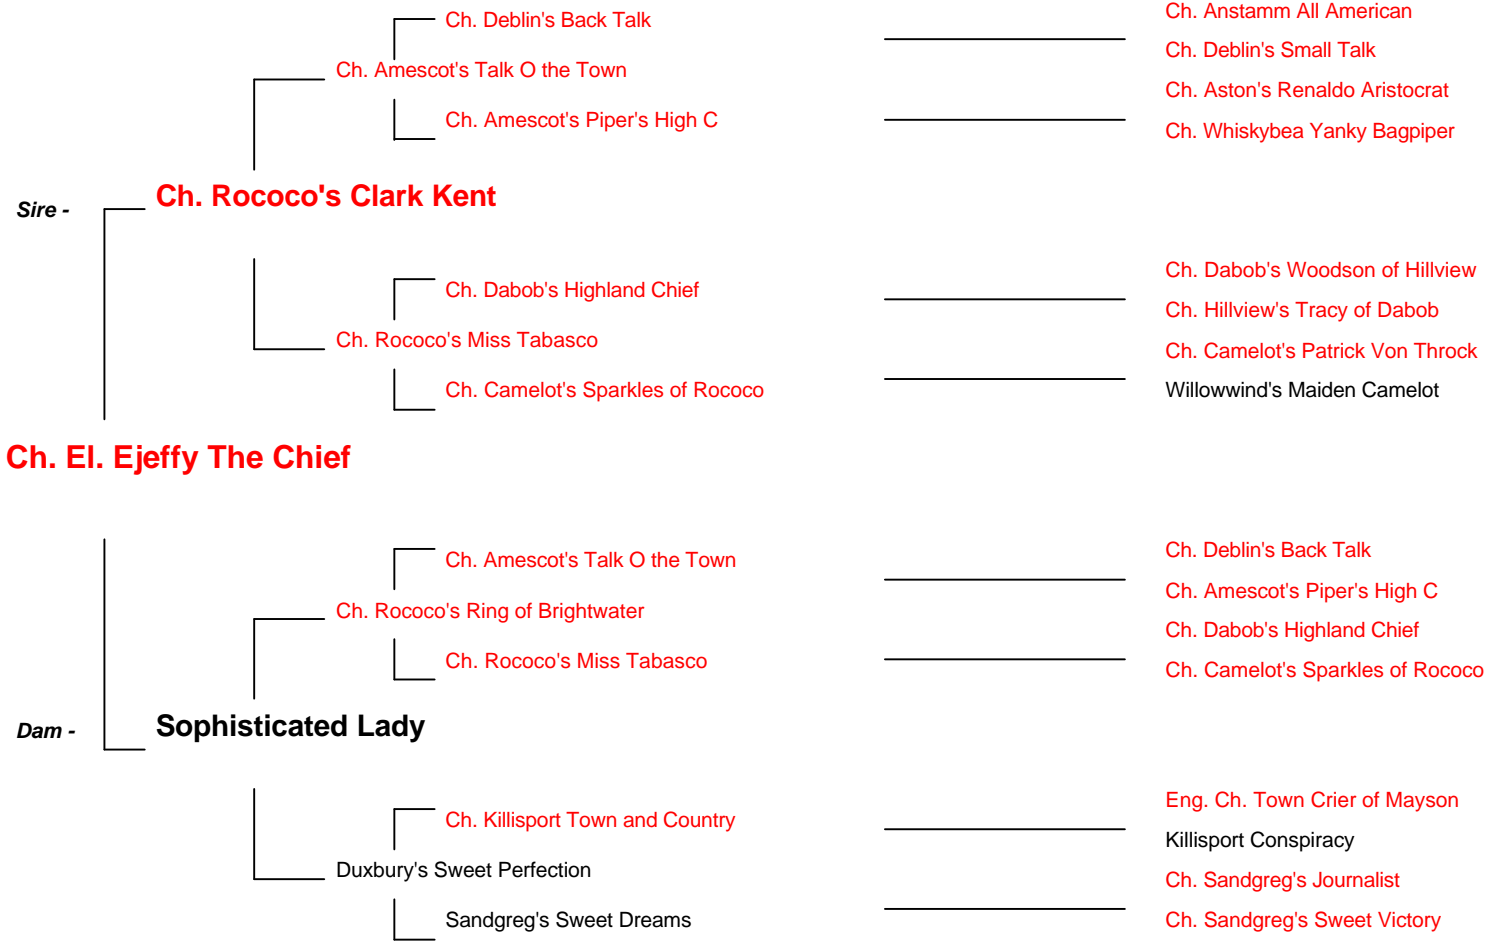 Ch. Anstamm All American
Ch. Deblin's Back Talk
Ch. Deblin's Small Talk
Ch. Amescot's Talk O the Town
Ch. Aston's Renaldo Aristocrat
Ch. Amescot's Piper's High C
Ch. Whiskybea Yanky Bagpiper
Sire - Ch. Rococo's Clark Kent
Ch. Dabob's Woodson of Hillview
Ch. Dabob's Highland Chief
Ch. Hillview's Tracy of Dabob
Ch. Rococo's Miss Tabasco
Ch. Camelot's Patrick Von Throck
Ch. Camelot's Sparkles of Rococo
Willowwind's Maiden Camelot
Ch. El. Ejeffy The Chief
Ch. Deblin's Back Talk
Ch. Amescot's Talk O the Town
Ch. Amescot's Piper's High C
Ch. Rococo's Ring of Brightwater
Ch. Dabob's Highland Chief
Ch. Rococo's Miss Tabasco
Ch. Camelot's Sparkles of Rococo
Dam - Sophisticated Lady
Eng. Ch. Town Crier of Mayson
Ch. Killisport Town and Country
Killisport Conspiracy
Duxbury's Sweet Perfection
Ch. Sandgreg's Journalist
Sandgreg's Sweet Dreams
Ch. Sandgreg's Sweet Victory